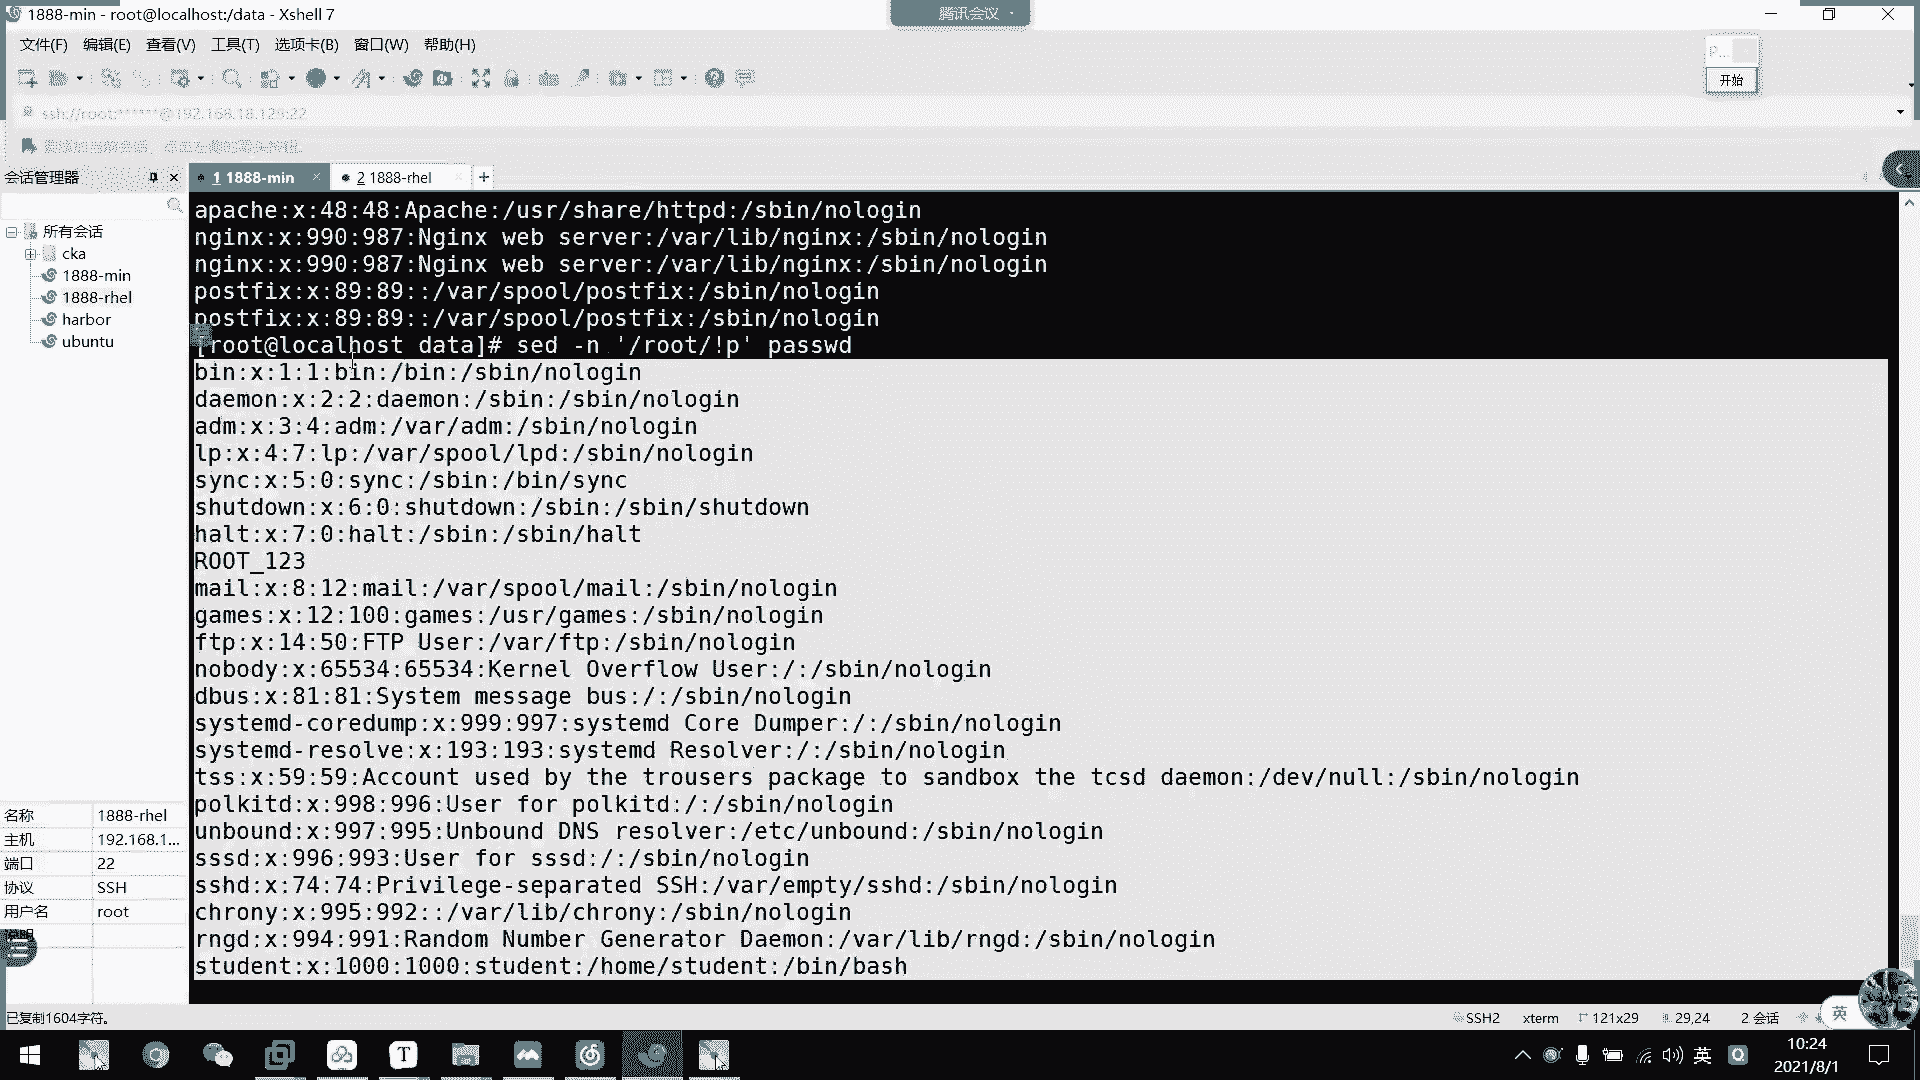 1888-min - root@localhost:/data - Xshell 7
腾讯会议
文件(F) 编辑(E) 查看(V) 工具(T) 选项卡(B) 窗口(W) 帮助(H)
P...
开始
ssh://root:******@192.168.18.129:22
会话管理器
1 1888-min
2 1888-rhel
所有会话
cka
1888-min
1888-rhel
harbor
ubuntu
apache:x:48:48:Apache:/usr/share/httpd:/sbin/nologin
nginx:x:990:987:Nginx web server:/var/lib/nginx:/sbin/nologin
nginx:x:990:987:Nginx web server:/var/lib/nginx:/sbin/nologin
postfix:x:89:89::/var/spool/postfix:/sbin/nologin
postfix:x:89:89::/var/spool/postfix:/sbin/nologin
[root@localhost data]# sed -n '/root/!p' passwd
bin:x:1:1:bin:/bin:/sbin/nologin
daemon:x:2:2:daemon:/sbin:/sbin/nologin
adm:x:3:4:adm:/var/adm:/sbin/nologin
lp:x:4:7:lp:/var/spool/lpd:/sbin/nologin
sync:x:5:0:sync:/sbin:/bin/sync
shutdown:x:6:0:shutdown:/sbin:/sbin/shutdown
halt:x:7:0:halt:/sbin:/sbin/halt
ROOT_123
mail:x:8:12:mail:/var/spool/mail:/sbin/nologin
games:x:12:100:games:/usr/games:/sbin/nologin
ftp:x:14:50:FTP User:/var/ftp:/sbin/nologin
nobody:x:65534:65534:Kernel Overflow User:/:/sbin/nologin
dbus:x:81:81:System message bus:/:/sbin/nologin
systemd-coredump:x:999:997:systemd Core Dumper:/:/sbin/nologin
systemd-resolve:x:193:193:systemd Resolver:/:/sbin/nologin
tss:x:59:59:Account used by the trousers package to sandbox the tcsd daemon:/dev/null:/sbin/nologin
polkitd:x:998:996:User for polkitd:/:/sbin/nologin
unbound:x:997:995:Unbound DNS resolver:/etc/unbound:/sbin/nologin
sssd:x:996:993:User for sssd:/:/sbin/nologin
sshd:x:74:74:Privilege-separated SSH:/var/empty/sshd:/sbin/nologin
chrony:x:995:992::/var/lib/chrony:/sbin/nologin
rngd:x:994:991:Random Number Generator Daemon:/var/lib/rngd:/sbin/nologin
student:x:1000:1000:student:/home/student:/bin/bash
名称 1888-rhel
主机 192.168.1...
端口 22
协议 SSH
用户名 root
已复制1604字符。
SSH2 xterm 121x29 29,24 2 会话
英
英
10:24
2021/8/1